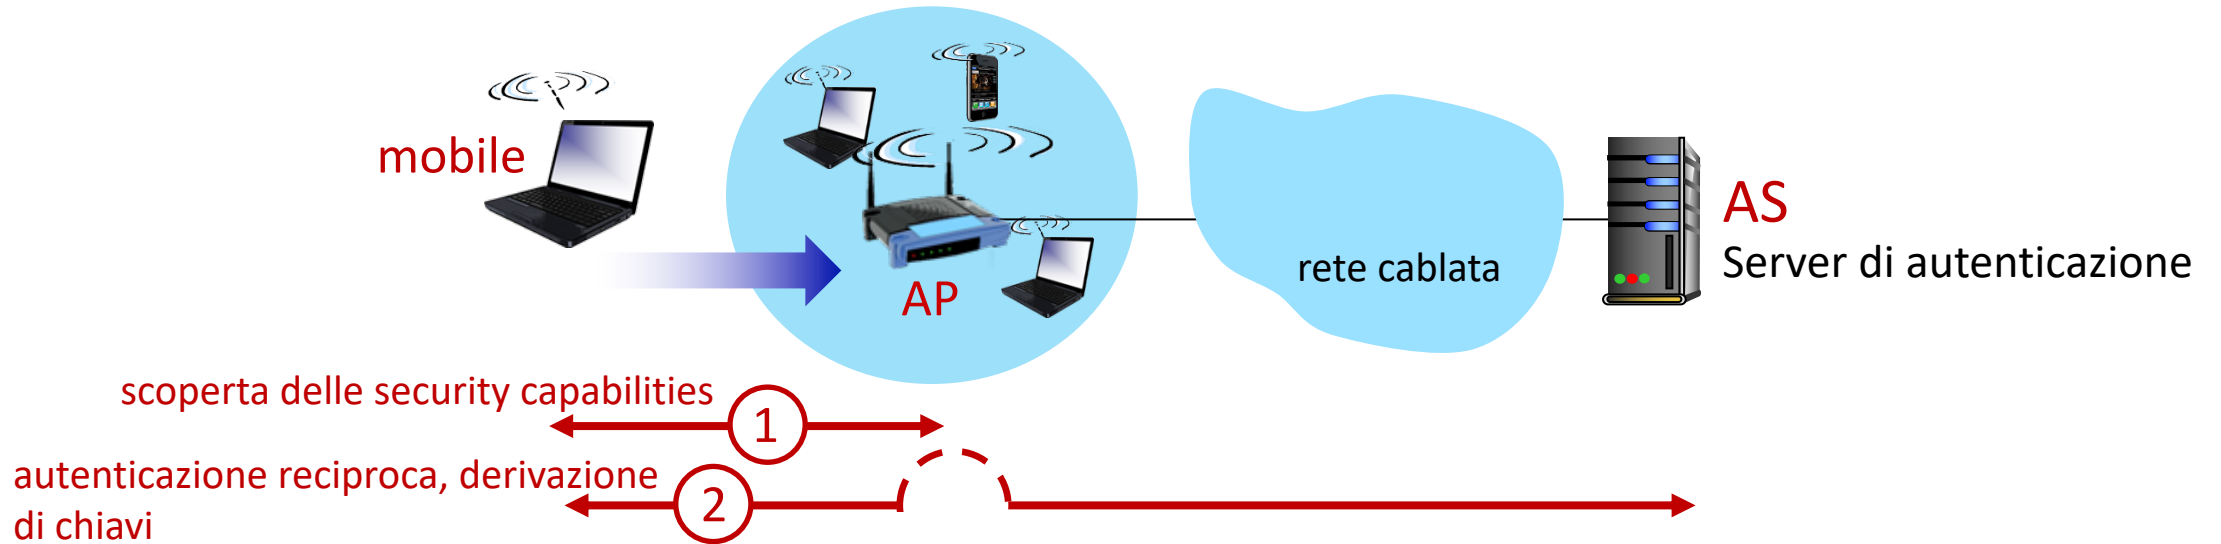 mobile
AP
rete cablata
AS
Server di autenticazione
scoperta delle security capabilities
1
autenticazione reciproca, derivazione
di chiavi
2